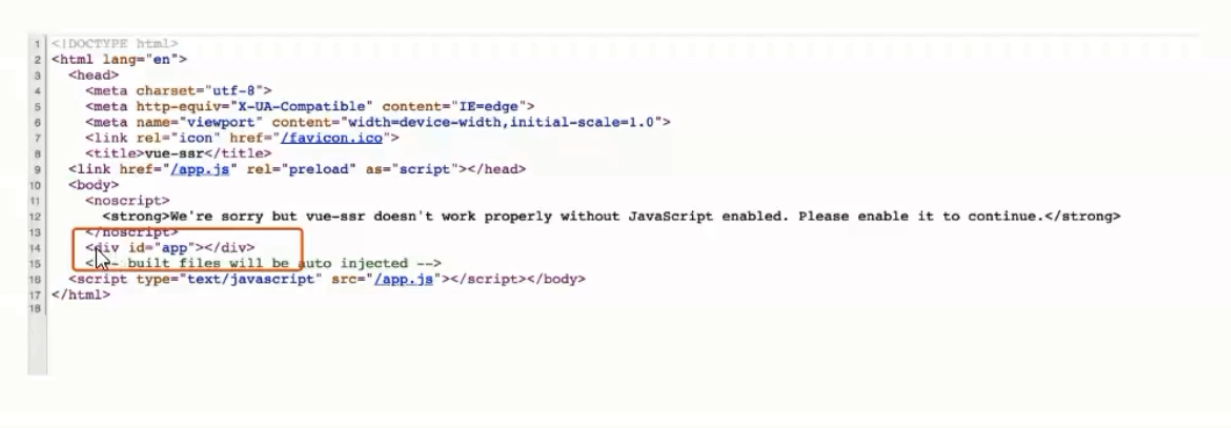 1 <!DOCTYPE html>
2 <html lang="en">
3 <head>
4 <meta charset="utf-8">
5 <meta http-equiv="X-UA-Compatible" content="IE=edge">
6 <meta name="viewport" content="width=device-width,initial-scale=1.0">
7 <link rel="icon" href="/favicon.ico">
8 <title>vue-ssr</title>
9 <link href="/app.js" rel="preload" as="script"></head>
10 <body>
11 <noscript>
12 <strong>We're sorry but vue-ssr doesn't work properly without JavaScript enabled. Please enable it to continue.</strong>
13 </noscript>
14 <div id="app"></div>
15 <!-- built files will be auto injected -->
16 <script type="text/javascript" src="/app.js"></script></body>
17 </html>
18